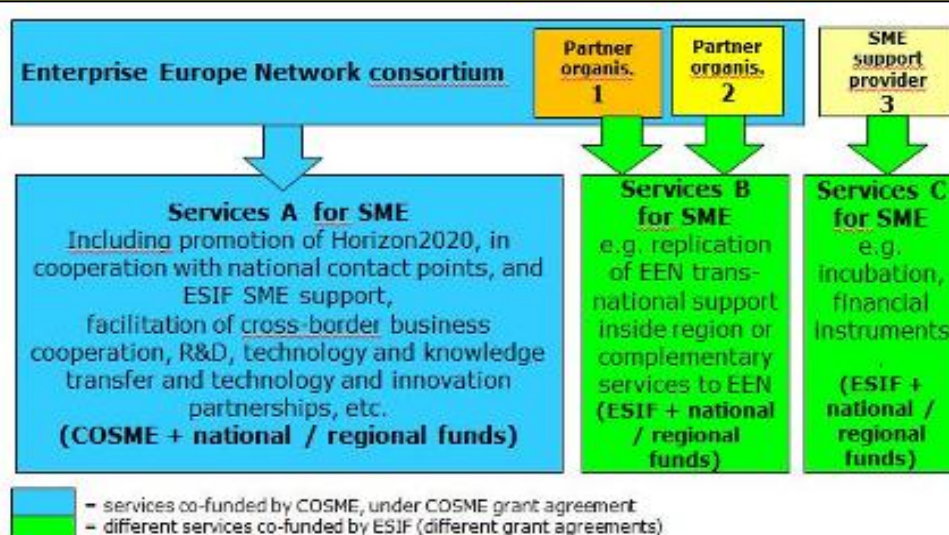 Enterprise Europe Network consortium
Partner
organis.
1
Partner
organis.
2
SME
support
provider
3
Services A for SME
Including promotion of Horizon2020, in
cooperation with national contact points, and
ESIF SME support,
facilitation of cross-border business
cooperation, R&D, technology and knowledge
transfer and technology and innovation
partnerships, etc.
(COSME + national / regional funds)
Services B
for SME
e.g. replication
of EEN trans-
national support
inside region or
complementary
services to EEN
(ESIF + national
/ regional
funds)
Services C
for SME
e.g.
incubation,
financial
instruments
.
(ESIF +
national /
regional
funds)
= services co-funded by COSME, under COSME grant agreement
= different services co-funded by ESIF (different grant agreements)